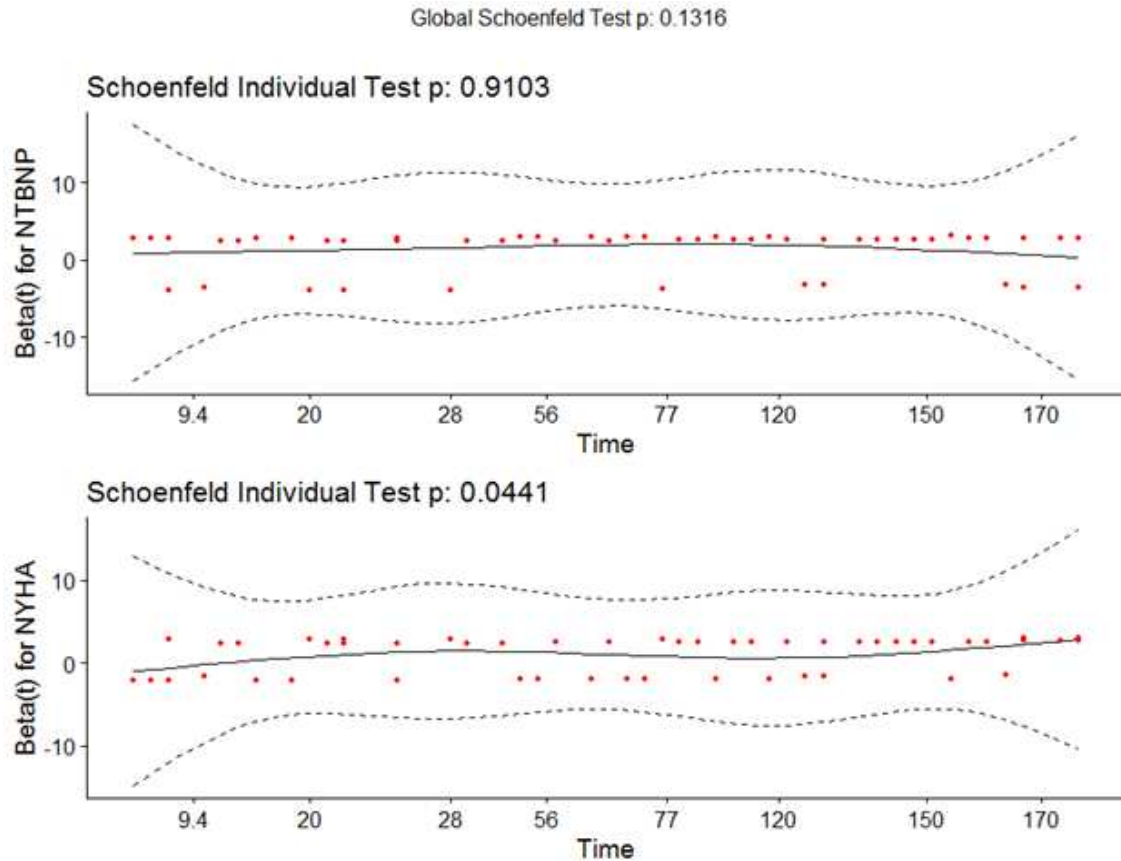 Global Schoenfeld Test p: 0.1316
Schoenfeld Individual Test p: 0.9103
Beta(t) for NTBNP
10
0
-10
9.4 20 28 56 77 120 150 170
Time
Schoenfeld Individual Test p: 0.0441
Beta(t) for NYHA
10
0
-10
9.4 20 28 56 77 120 150 170
Time